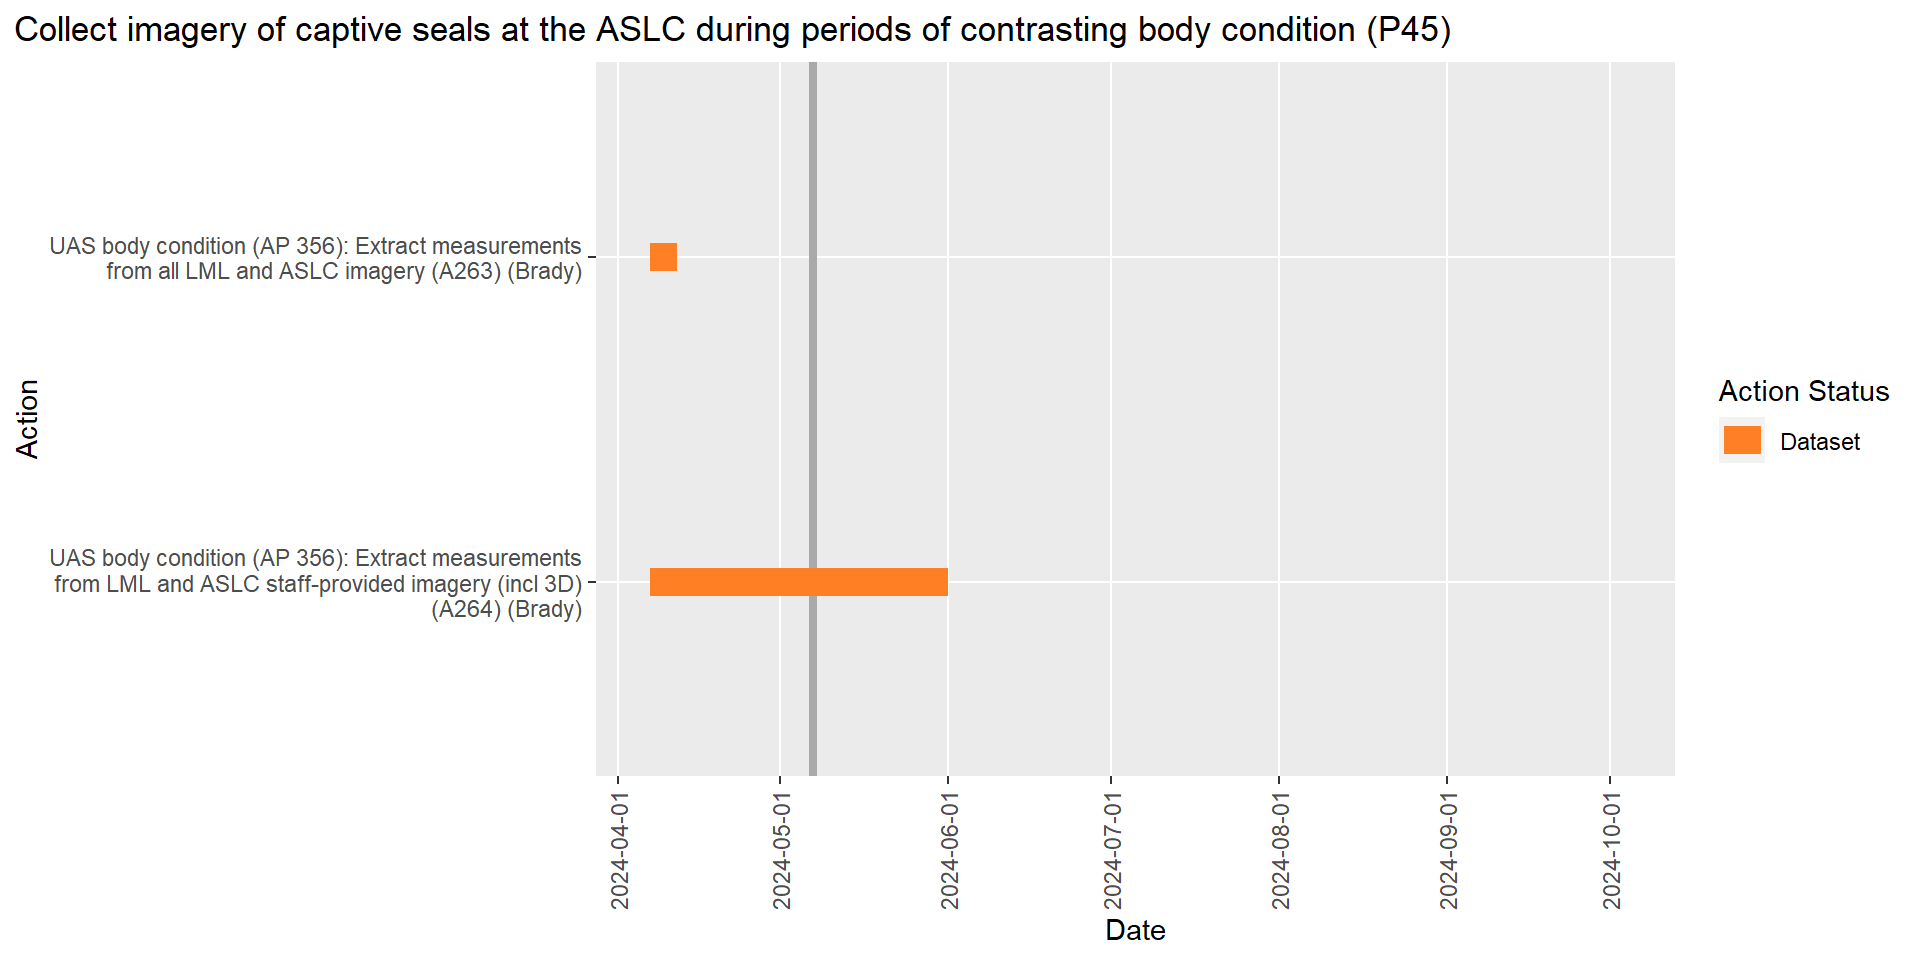 Collect imagery of captive seals at the ASLC during periods of contrasting body condition (P45)
UAS body condition (AP 356): Extract measurements
from all LML and ASLC imagery (A263) (Brady)
Action
UAS body condition (AP 356): Extract measurements
from LML and ASLC staff-provided imagery (incl 3D)
(A264) (Brady)
2024-04-01
2024-05-01
2024-06-01
2024-07-01
2024-08-01
2024-09-01
2024-10-01
Date
Action Status
Dataset